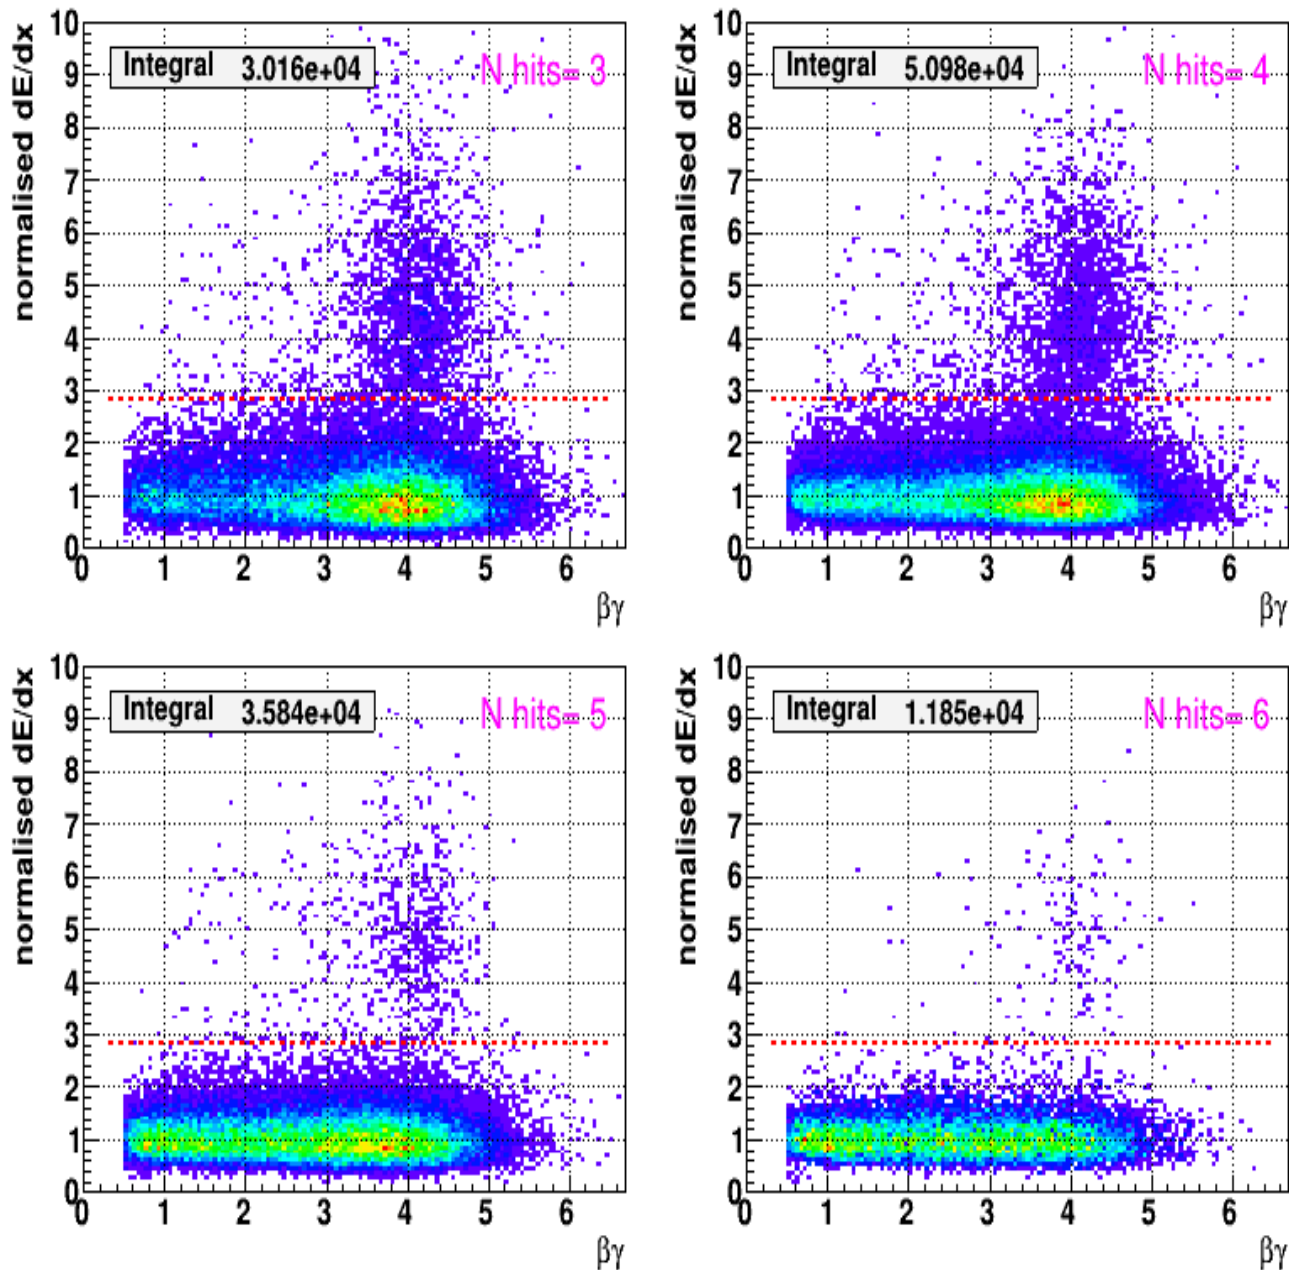 normalised dE/dx
10
9
8
7
6
5
4
3
2
1
0
Integral 3.016e+04
N hits= 3
0 1 2 3 4 5 6
βγ
normalised dE/dx
10
9
8
7
6
5
4
3
2
1
0
Integral 5.098e+04
N hits= 4
0 1 2 3 4 5 6
βγ
normalised dE/dx
10
9
8
7
6
5
4
3
2
1
0
Integral 3.584e+04
N hits= 5
0 1 2 3 4 5 6
βγ
normalised dE/dx
10
9
8
7
6
5
4
3
2
1
0
Integral 1.185e+04
N hits= 6
0 1 2 3 4 5 6
βγ